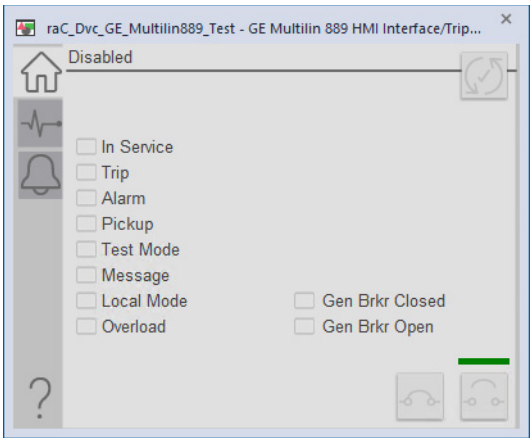 raC_Dvc_GE_Multilin889_Test - GE Multilin 889 HMI Interface/Trip...
Disabled
In Service
Trip
Alarm
Pickup
Test Mode
Message
Local Mode
Gen Brkr Closed
Overload
Gen Brkr Open
?